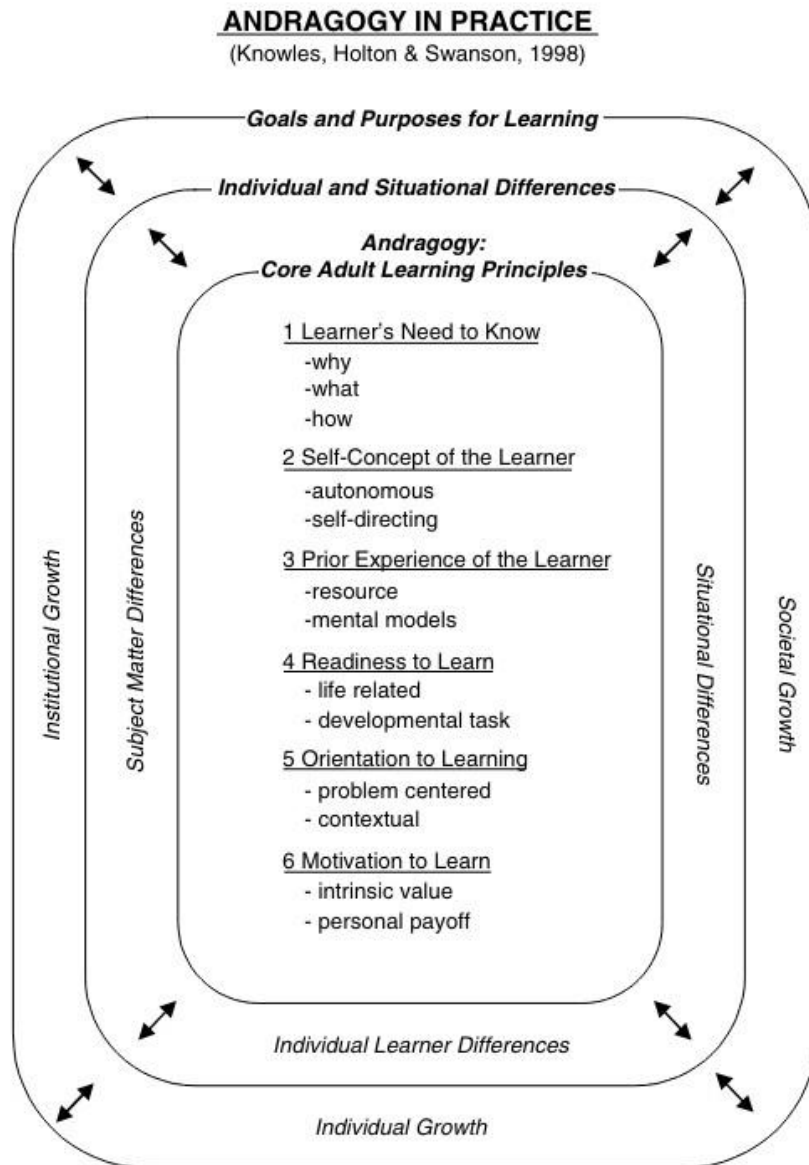 ANDRAGOGY IN PRACTICE
(Knowles, Holton & Swanson, 1998)
Goals and Purposes for Learning
Individual and Situational Differences
Andragogy:
Core Adult Learning Principles
1 Learner's Need to Know
-why
-what
-how
2 Self-Concept of the Learner
-autonomous
-self-directing
3 Prior Experience of the Learner
-resource
-mental models
4 Readiness to Learn
- life related
- developmental task
5 Orientation to Learning
- problem centered
- contextual
6 Motivation to Learn
- intrinsic value
- personal payoff
Institutional Growth
Subject Matter Differences
Situational Differences
Societal Growth
Individual Learner Differences
Individual Growth